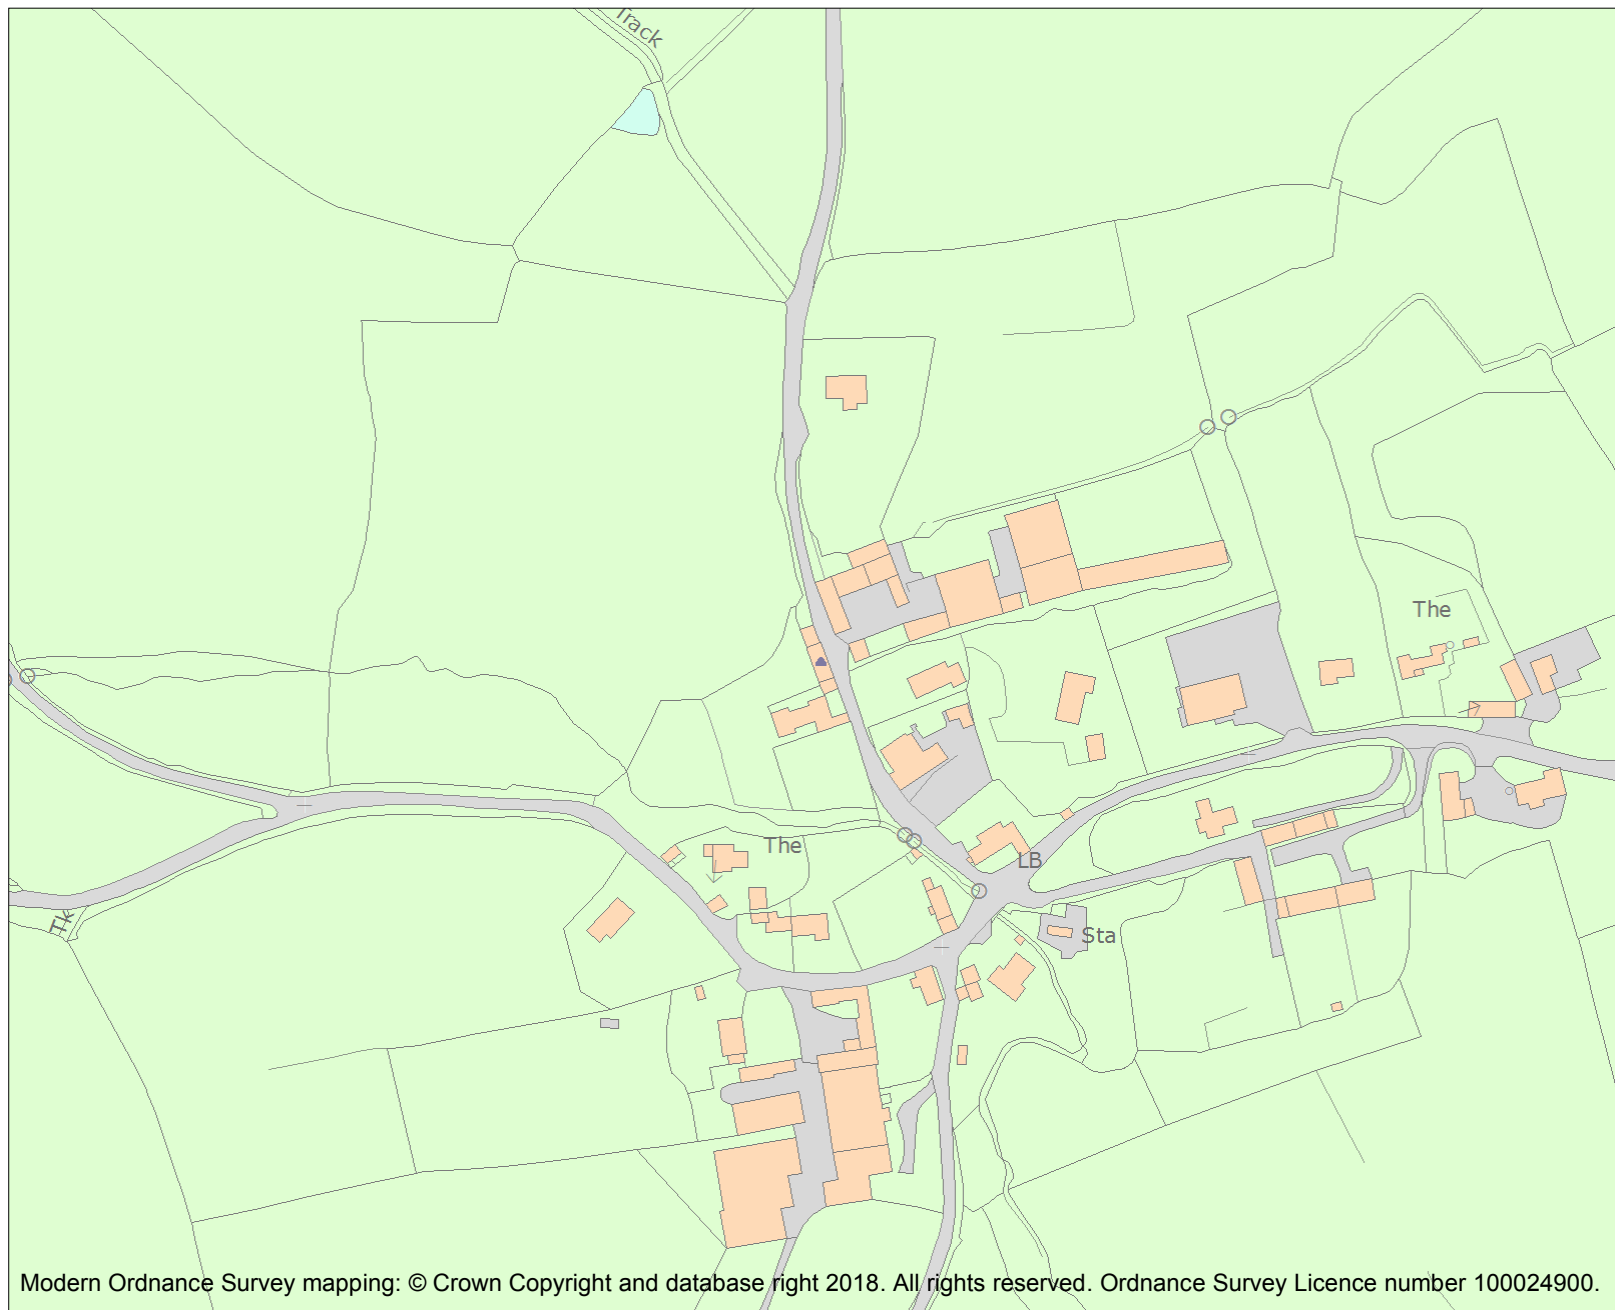 Track
The
The
LB
Sta
Tk
Modern Ordnance Survey mapping: © Crown Copyright and database right 2018. All rights reserved. Ordnance Survey Licence number 100024900.